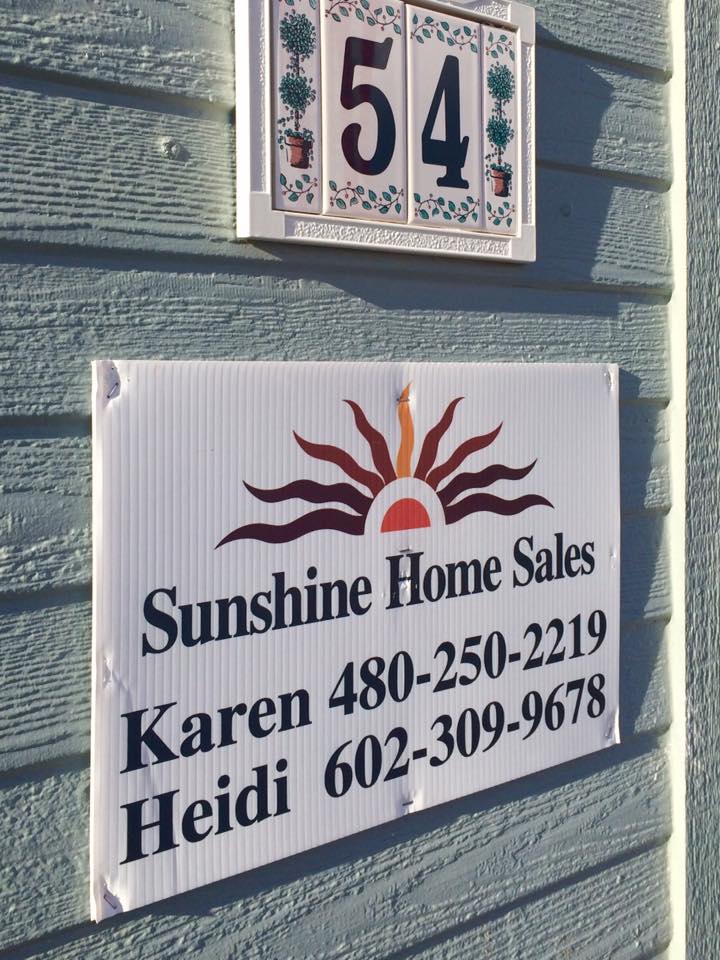 54
Sunshine Home Sales
Karen 480-250-2219
Heidi 602-309-9678